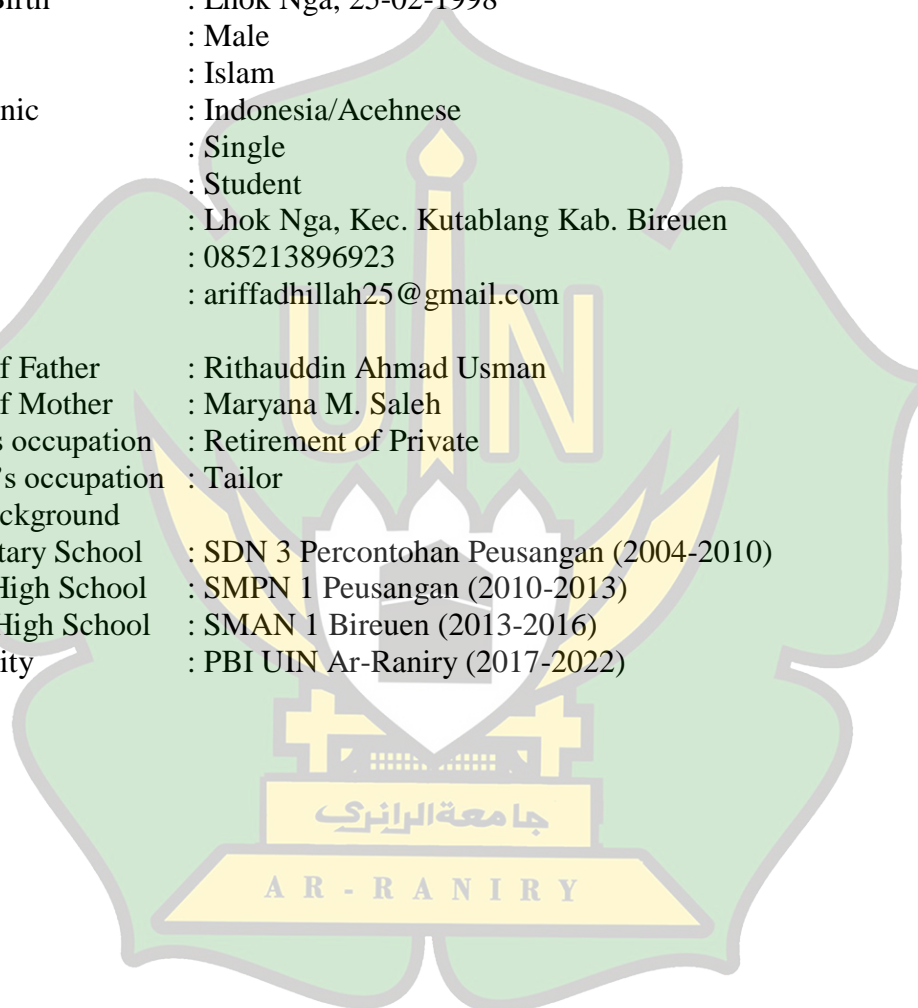 Birth : Lhok Nga, 25-02-1998
: Male
: Islam
nic : Indonesia/Acehnese
: Single
: Student
: Lhok Nga, Kec. Kutablang Kab. Bireuen
: 085213896923
: ariffadhillah25@gmail.com
f Father : Rithauddin Ahmad Usman
f Mother : Maryana M. Saleh
s occupation : Retirement of Private
's occupation : Tailor
ckground
tary School : SDN 3 Percontohan Peusangan (2004-2010)
High School : SMPN 1 Peusangan (2010-2013)
High School : SMAN 1 Bireuen (2013-2016)
ity : PBI UIN Ar-Raniry (2017-2022)
UIN
جامعة الرانري
AR-RANIRY